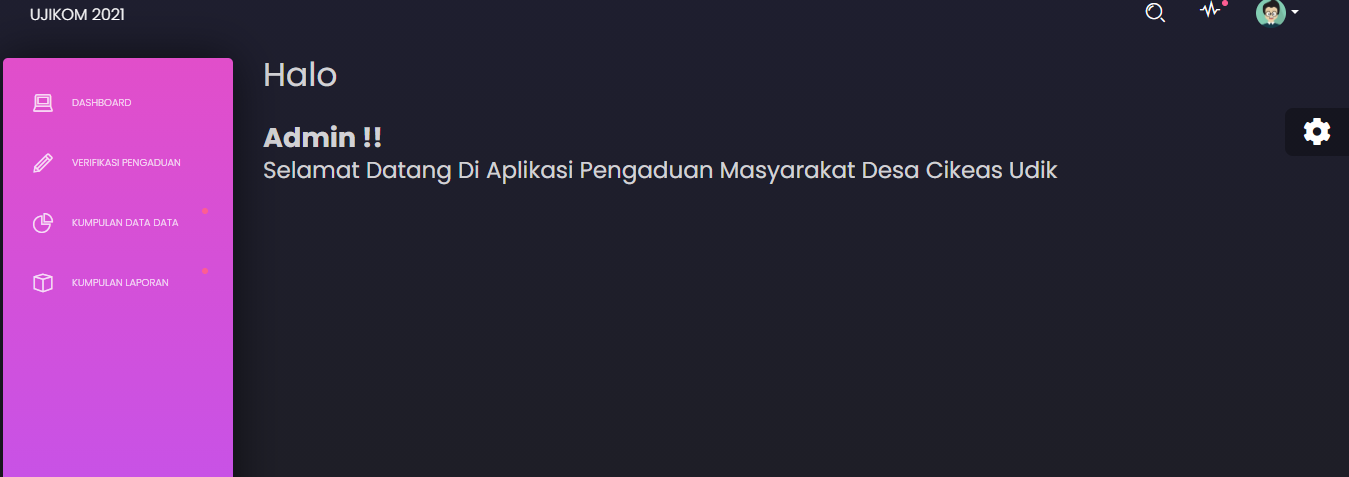 UJIKOM 2021
DASHBOARD
VERIFIKASI PENGADUAN
KUMPULAN DATA DATA
KUMPULAN LAPORAN
Halo
Admin !!
Selamat Datang Di Aplikasi Pengaduan Masyarakat Desa Cikeas Udik